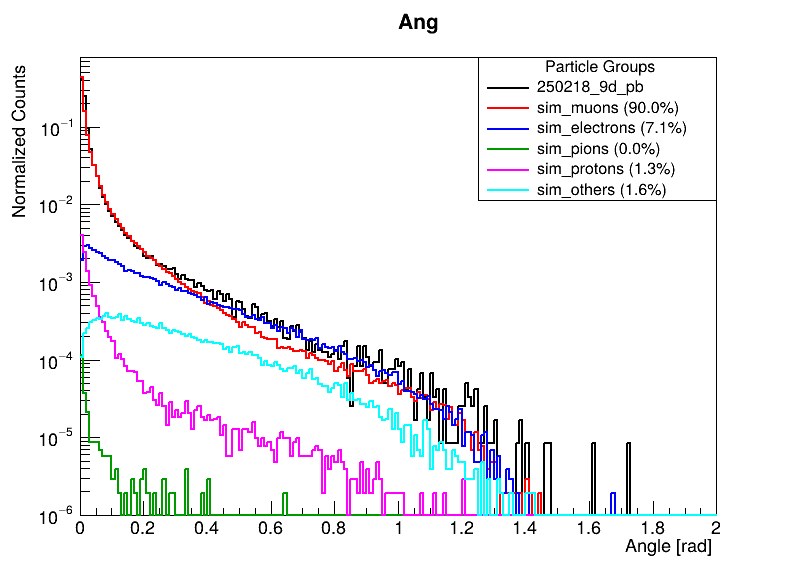 Ang
Normalized Counts
Particle Groups
250218_9d_pb
sim_muons (90.0%)
sim_electrons (7.1%)
sim_pions (0.0%)
sim_protons (1.3%)
sim_others (1.6%)
10⁻¹
10⁻²
10⁻³
10⁻⁴
10⁻⁵
10⁻⁶
0 0.2 0.4 0.6 0.8 1 1.2 1.4 1.6 1.8 2
Angle [rad]